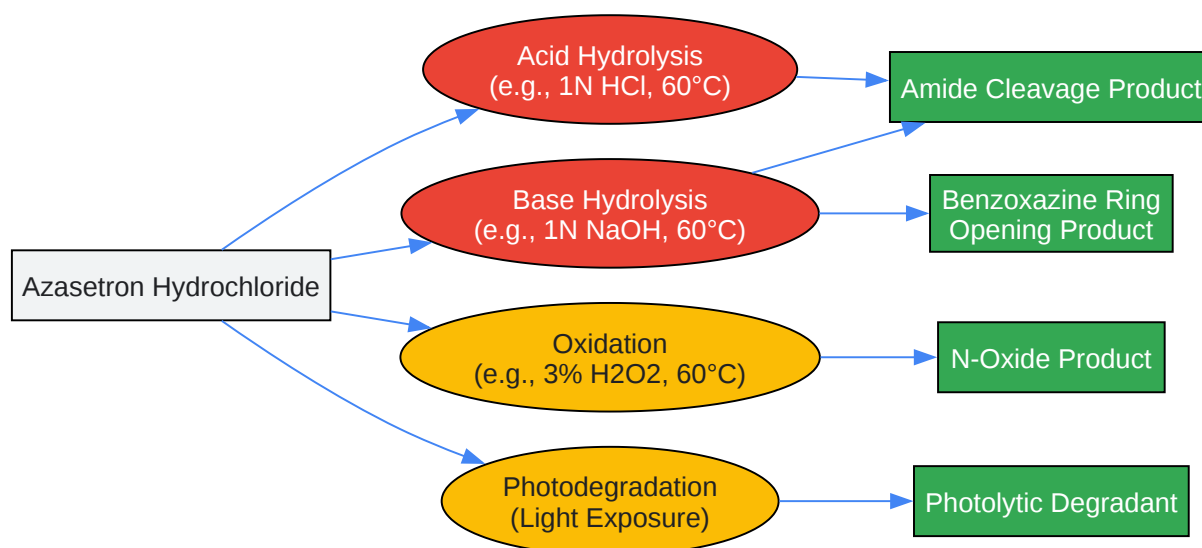 Acid Hydrolysis
(e.g., 1N HCl, 60°C)
Amide Cleavage Product
Base Hydrolysis
(e.g., 1N NaOH, 60°C)
Benzoxazine Ring
Opening Product
Azasetron Hydrochloride
Oxidation
(e.g., 3% H2O2, 60°C)
N-Oxide Product
Photodegradation
(Light Exposure)
Photolytic Degradant